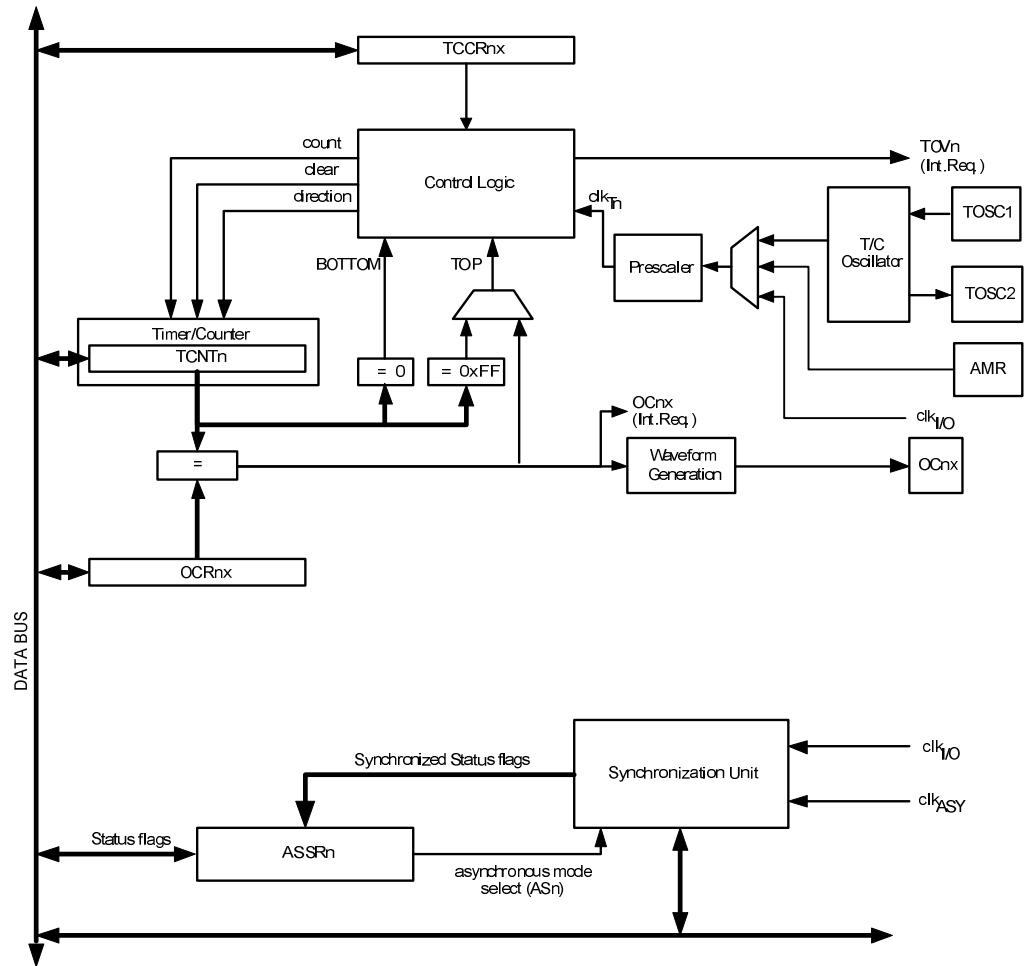 TCCRnx
count
clear
direction
Control Logic
TOVn
(Int.Req.)
clkTn
TOSC1
T/C
Oscillator
BOTTOM
TOP
Prescaler
TOSC2
Timer/Counter
TCNTn
= 0
= 0xFF
AMR
OCnx
(Int.Req.)
clkI/O
=
Waveform
Generation
OCnx
OCRnx
DATA BUS
Synchronized Status flags
Synchronization Unit
clkI/O
clkASY
Status flags
ASSRn
asynchronous mode
select (ASn)